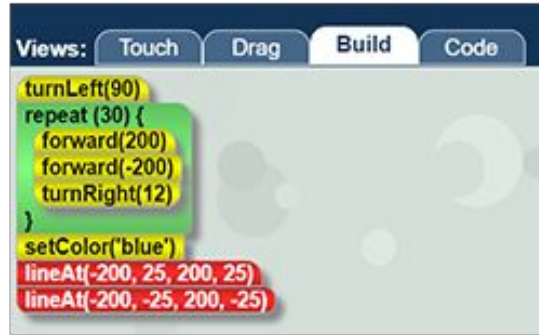 Views: Touch Drag Build Code
turnLeft(90)
repeat (30) {
forward(200)
forward(-200)
turnRight(12)
}
setColor('blue')
lineAt(-200, 25, 200, 25)
lineAt(-200, -25, 200, -25)